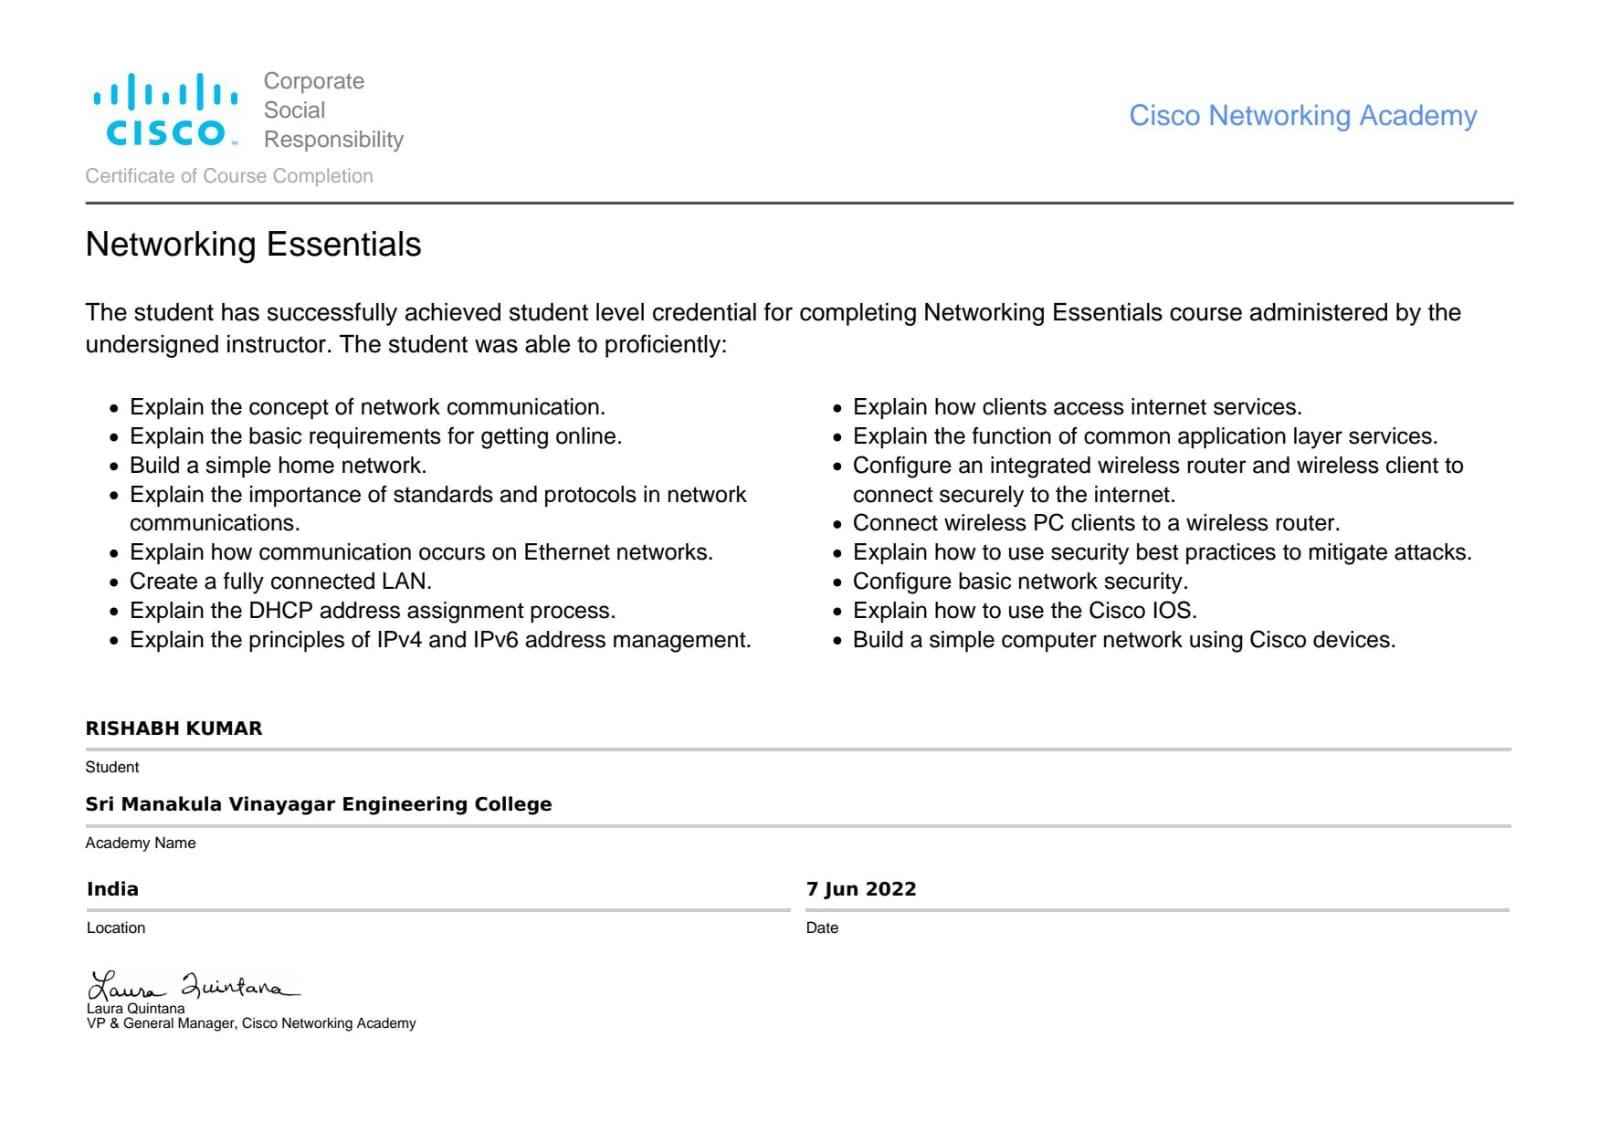 CISCO™
Corporate
Social
Responsibility
Cisco Networking Academy
Certificate of Course Completion
Networking Essentials
The student has successfully achieved student level credential for completing Networking Essentials course administered by the
undersigned instructor. The student was able to proficiently:
• Explain the concept of network communication.
• Explain the basic requirements for getting online.
• Build a simple home network.
• Explain the importance of standards and protocols in network
communications.
• Explain how communication occurs on Ethernet networks.
• Create a fully connected LAN.
• Explain the DHCP address assignment process.
• Explain the principles of IPv4 and IPv6 address management.
• Explain how clients access internet services.
• Explain the function of common application layer services.
• Configure an integrated wireless router and wireless client to
connect securely to the internet.
• Connect wireless PC clients to a wireless router.
• Explain how to use security best practices to mitigate attacks.
• Configure basic network security.
• Explain how to use the Cisco IOS.
• Build a simple computer network using Cisco devices.
RISHABH KUMAR
Student
Sri Manakula Vinayagar Engineering College
Academy Name
India
Location
7 Jun 2022
Date
Laura Quintana
Laura Quintana
VP & General Manager, Cisco Networking Academy